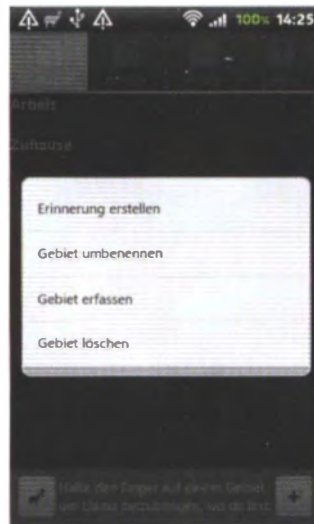 100% 14:25
Arbeit
Zuhause
Erinnerung erstellen
Gebiet umbenennen
Gebiet erfassen
Gebiet löschen
Halte den Finger auf einem Gebiet,
um